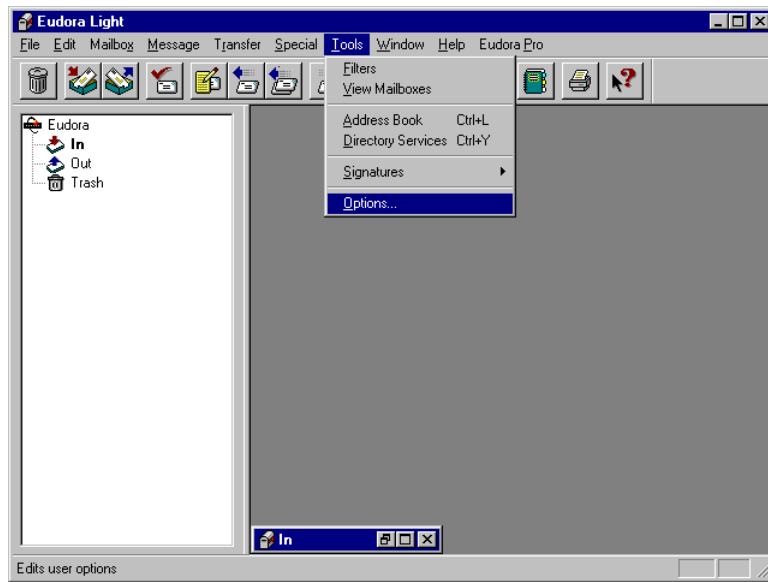 Eudora Light
File Edit Mailbox Message Transfer Special Tools Window Help Eudora Pro
Filters
View Mailboxes
Address Book Ctrl+L
Directory Services Ctrl+Y
Signatures
Options...
Eudora
In
Out
Trash
In
Edits user options